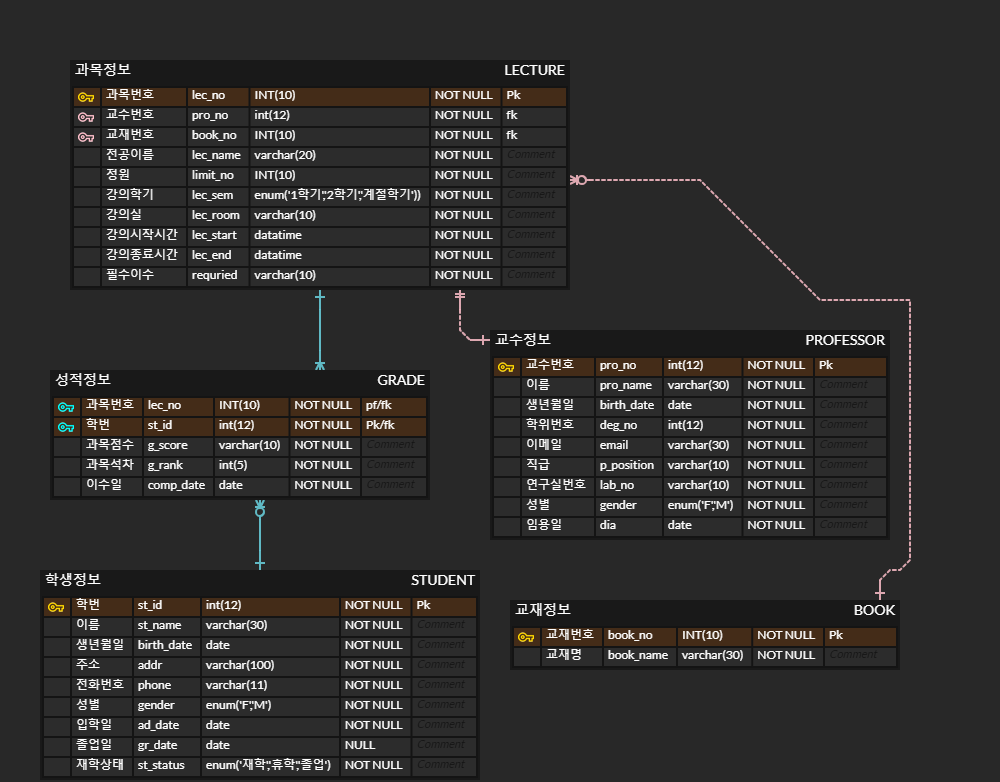 과목정보 LECTURE
과목번호 lec_no INT(10) NOT NULL Pk
교수번호 pro_no int(12) NOT NULL fk
교재번호 book_no INT(10) NOT NULL fk
전공이름 lec_name varchar(20) NOT NULL Comment
정원 limit_no INT(10) NOT NULL Comment
강의학기 lec_sem enum('1학기','2학기','계절학기')) NOT NULL Comment
강의실 lec_room varchar(10) NOT NULL Comment
강의시작시간 lec_start datatime NOT NULL Comment
강의종료시간 lec_end datatime NOT NULL Comment
필수이수 requried varchar(10) NOT NULL Comment
교수정보 PROFESSOR
교수번호 pro_no int(12) NOT NULL Pk
이름 pro_name varchar(30) NOT NULL Comment
생년월일 birth_date date NOT NULL Comment
학위번호 deg_no int(12) NOT NULL Comment
이메일 email varchar(30) NOT NULL Comment
직급 p_position varchar(10) NOT NULL Comment
연구실번호 lab_no varchar(10) NOT NULL Comment
성별 gender enum('F','M') NOT NULL Comment
임용일 dia date NOT NULL Comment
성적정보 GRADE
과목번호 lec_no INT(10) NOT NULL pf/fk
학번 st_id int(12) NOT NULL Pk/fk
과목점수 g_score varchar(10) NOT NULL Comment
과목석차 g_rank int(5) NOT NULL Comment
이수일 comp_date date NOT NULL Comment
학생정보 STUDENT
학번 st_id int(12) NOT NULL Pk
이름 st_name varchar(30) NOT NULL Comment
생년월일 birth_date date NOT NULL Comment
주소 addr varchar(100) NOT NULL Comment
전화번호 phone varchar(11) NOT NULL Comment
성별 gender enum('F','M') NOT NULL Comment
입학일 ad_date date NOT NULL Comment
졸업일 gr_date date NULL Comment
재학상태 st_status enum('재학','휴학','졸업') NOT NULL Comment
교재정보 BOOK
교재번호 book_no INT(10) NOT NULL Pk
교재명 book_name varchar(30) NOT NULL Comment